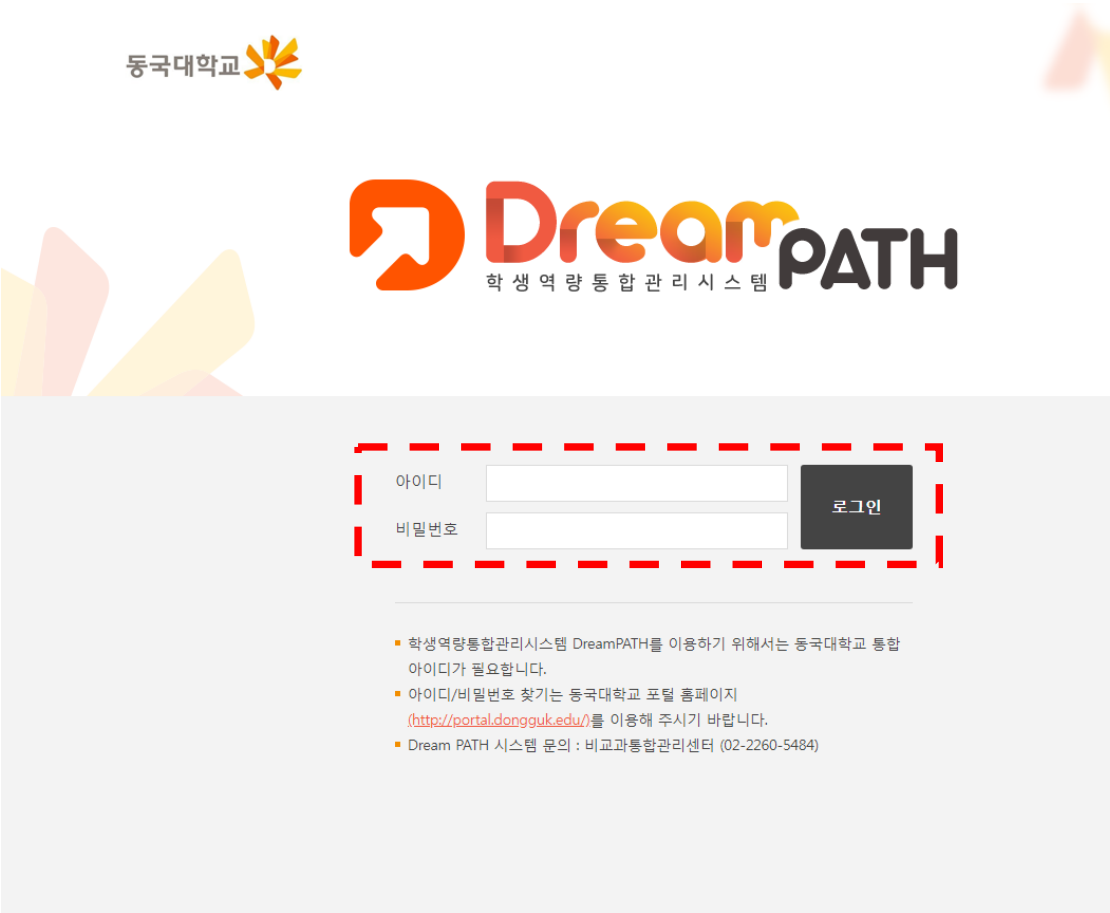 동국대학교
Dream PATH
학생역량통합관리시스템
아이디
비밀번호
로그인
학생역량통합관리시스템 DreamPATH를 이용하기 위해서는 동국대학교 통합
아이디가 필요합니다.
아이디/비밀번호 찾기는 동국대학교 포털 홈페이지
(http://portal.dongguk.edu/)를 이용해 주시기 바랍니다.
Dream PATH 시스템 문의 : 비교과통합관리센터 (02-2260-5484)